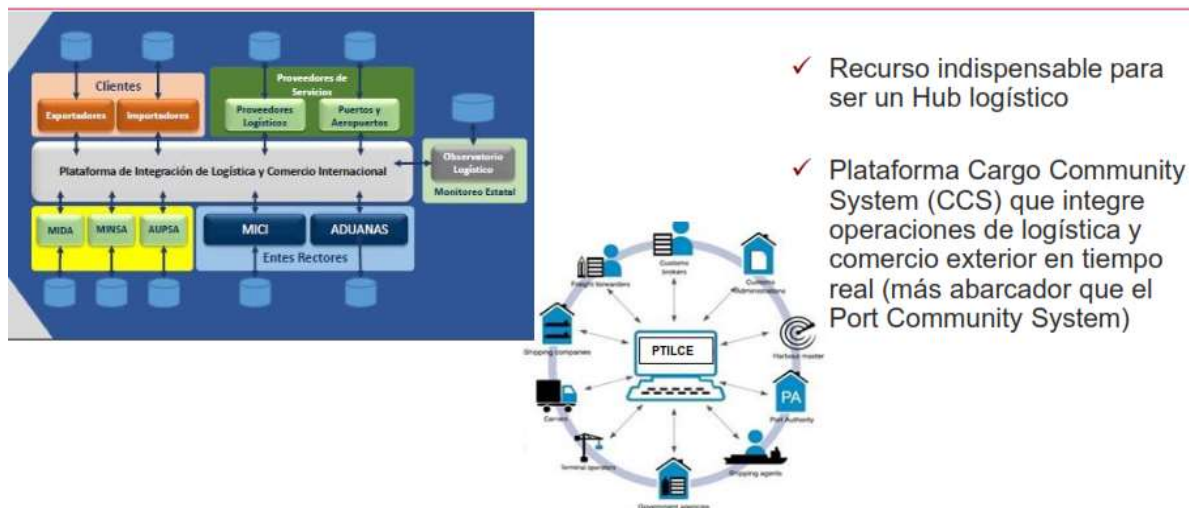 Clientes
Exportadores
Importadores
Proveedores de
Servicios
Proveedores
Logísticos
Puertos y
Aeropuertos
Plataforma de Integración de Logística y Comercio Internacional
Observatorio
Logístico
Monitoreo Estatal
MIDA
MINSA
AUPSA
MICI
ADUANAS
Entes Rectores
✓ Recurso indispensable para
ser un Hub logístico
✓ Plataforma Cargo Community
System (CCS) que integre
operaciones de logística y
comercio exterior en tiempo
real (más abarcador que el
Port Community System)
Customs
brokers
Freight forwarders
Customs
Administrations
Shipping companies
PTILCE
Harbour master
Carriers
PA
Port Authority
Terminal operators
Shipping agents
Government agencies